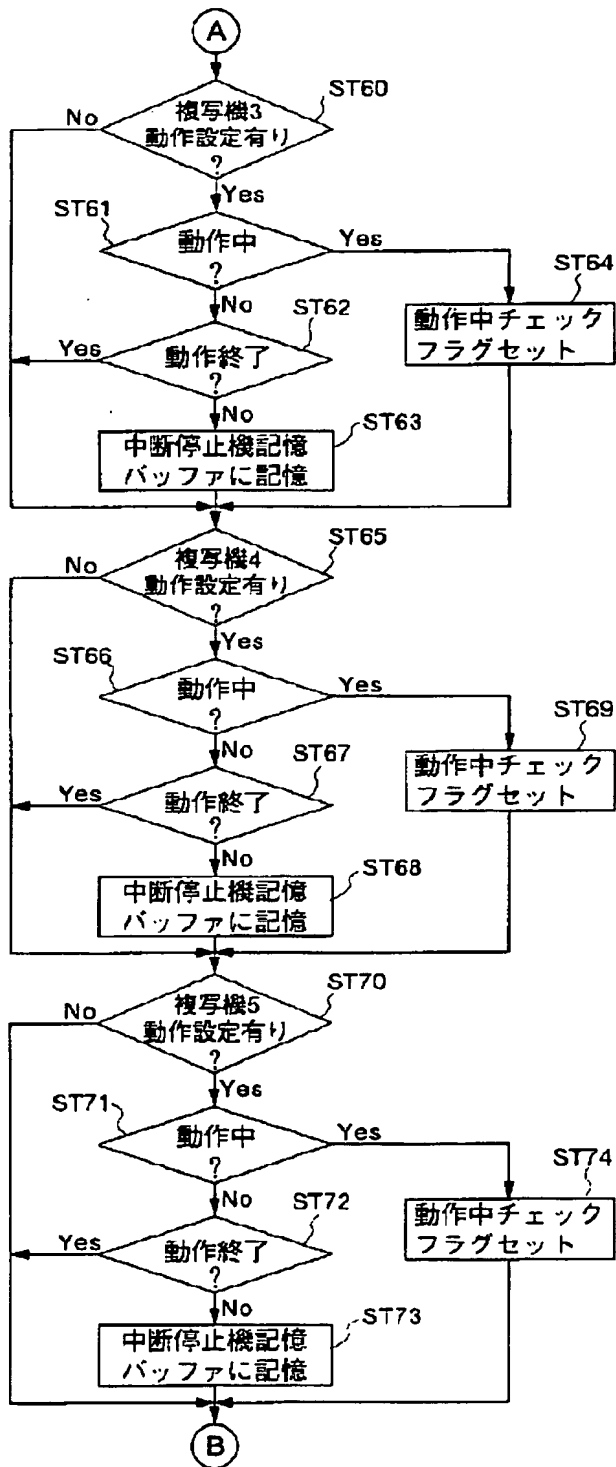 A
ST60
複写機3
動作設定有り
?
No
Yes
ST61
動作中
?
Yes
No
ST64
動作中チェック
フラグセット
ST62
動作終了
?
Yes
No
ST63
中断停止機記憶
バッファに記憶
ST65
複写機4
動作設定有り
?
No
Yes
ST66
動作中
?
Yes
No
ST69
動作中チェック
フラグセット
ST67
動作終了
?
Yes
No
ST68
中断停止機記憶
バッファに記憶
ST70
複写機5
動作設定有り
?
No
Yes
ST71
動作中
?
Yes
No
ST74
動作中チェック
フラグセット
ST72
動作終了
?
Yes
No
ST73
中断停止機記憶
バッファに記憶
B